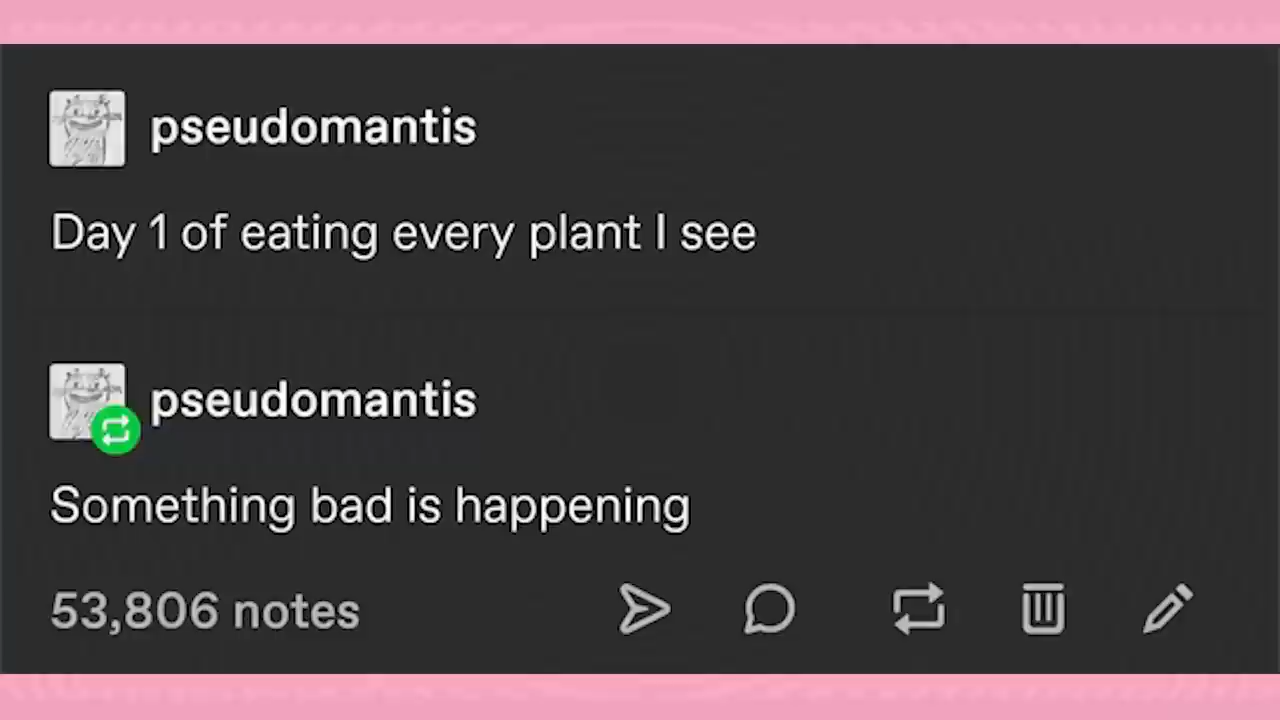 pseudomantis
Day 1 of eating every plant I see
pseudomantis
Something bad is happening
53,806 notes